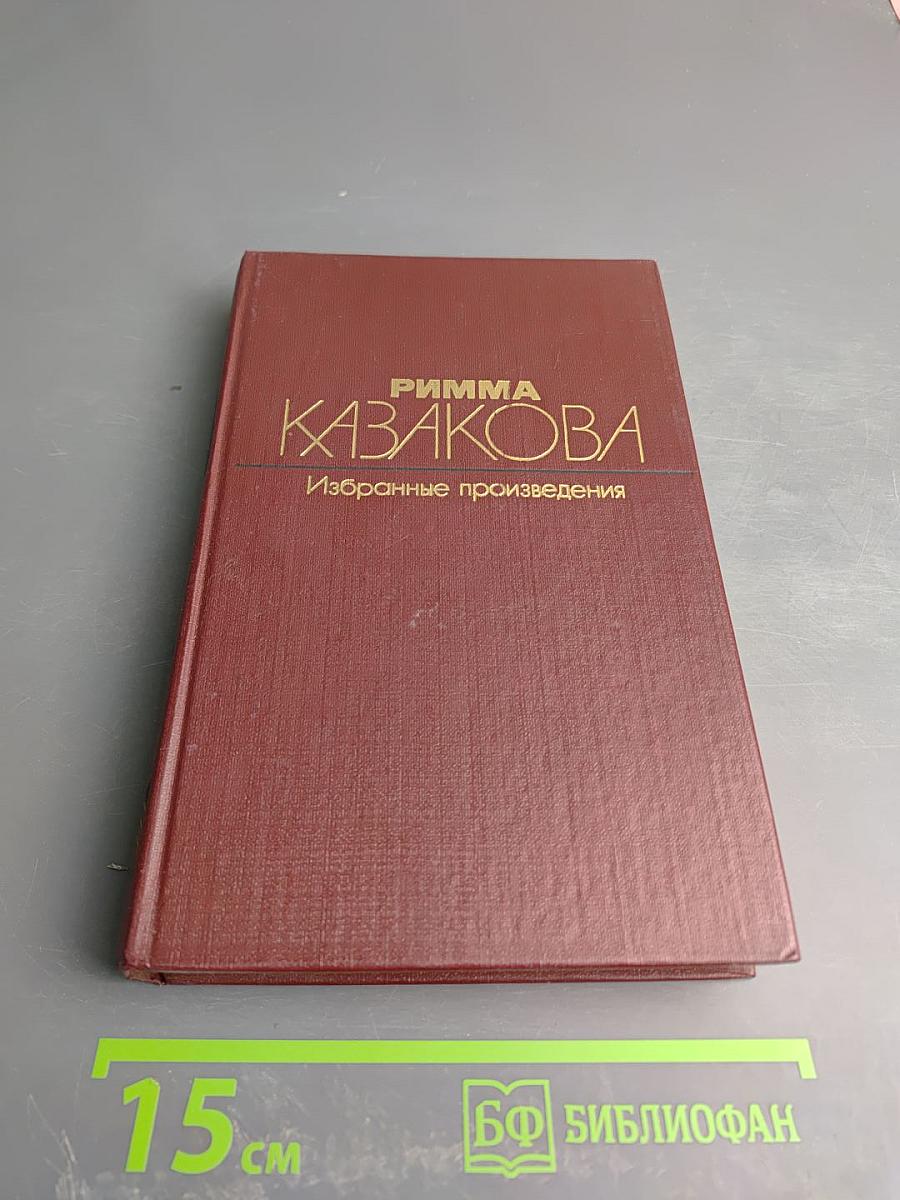 РИММА
КАЗАКОВА
Избранные произведения
15 см
БФ БИБЛИОФАН